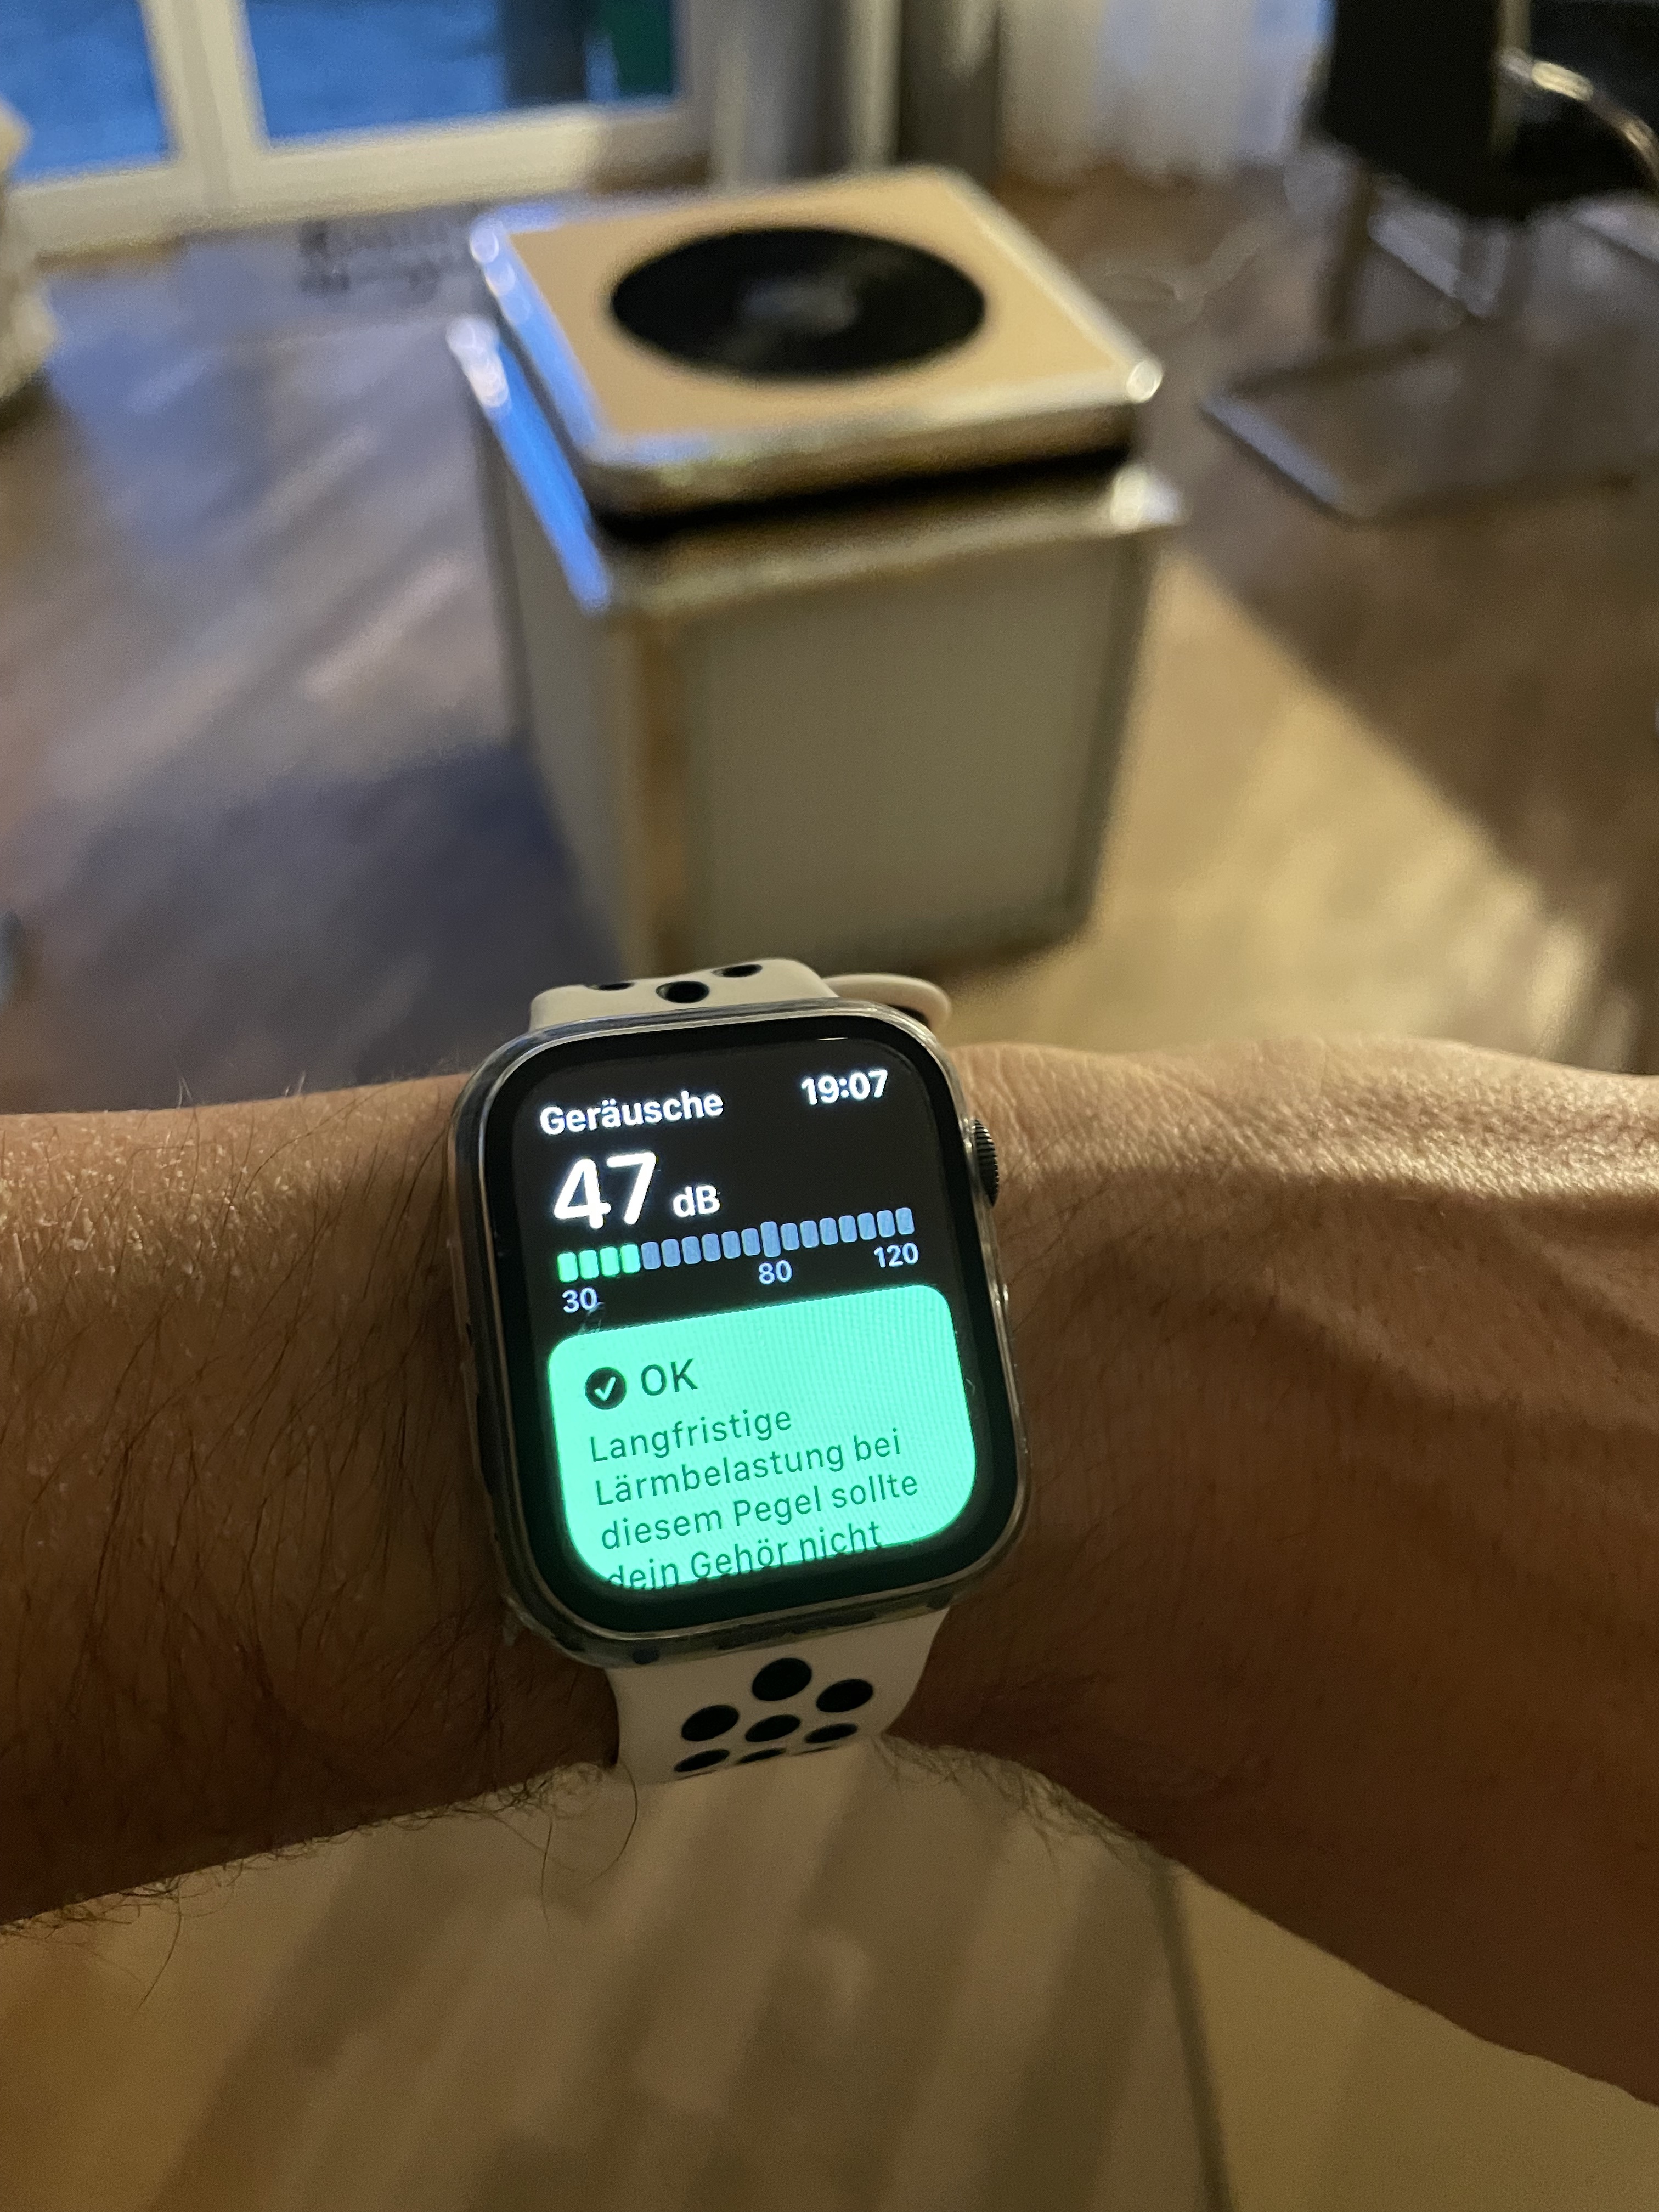 Geräusche 19:07
47 dB
30 80 120
OK
Langfristige
Lärmbelastung bei
diesem Pegel sollte
dein Gehör nicht